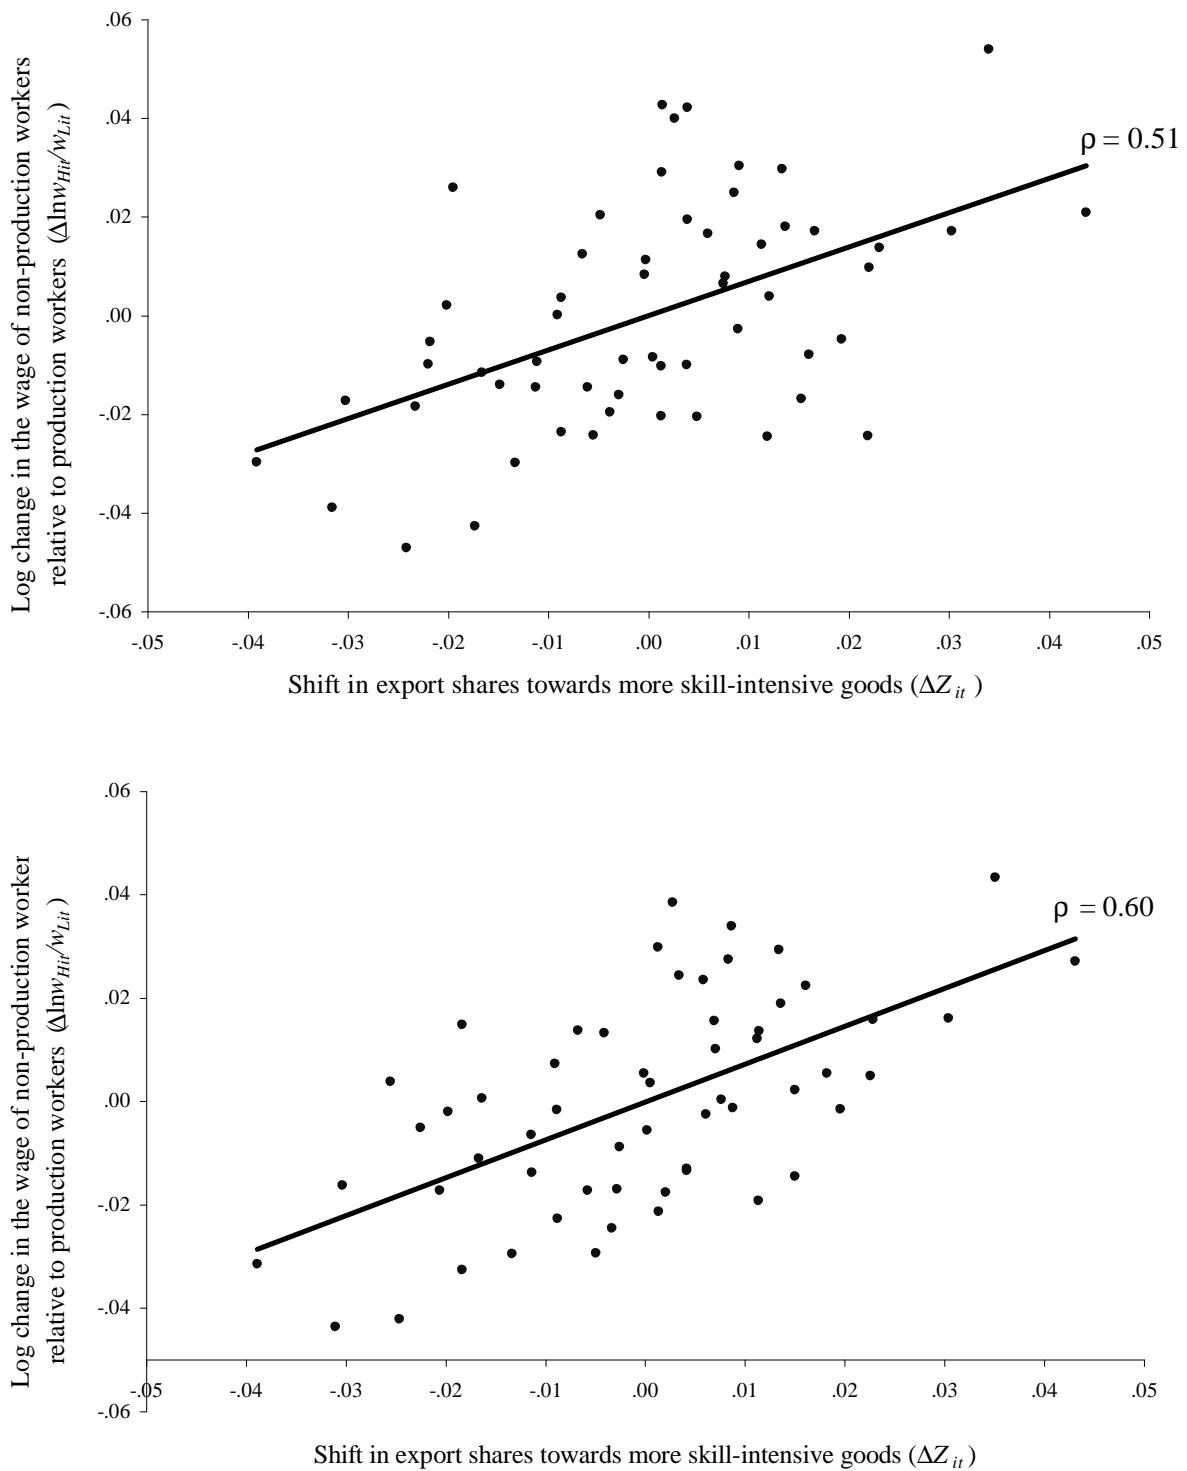 Log change in the wage of non-production workers
relative to production workers (ΔlnwHit/wLit)
.06
.04
.02
.00
-.02
-.04
-.06
ρ = 0.51
-.05 -.04 -.03 -.02 -.01 .00 .01 .02 .03 .04 .05
Shift in export shares towards more skill-intensive goods (ΔZit )
Log change in the wage of non-production worker
relative to production workers (ΔlnwHit/wLit)
.06
.04
.02
.00
-.02
-.04
-.06
ρ = 0.60
-.05 -.04 -.03 -.02 -.01 .00 .01 .02 .03 .04 .05
Shift in export shares towards more skill-intensive goods (ΔZit )